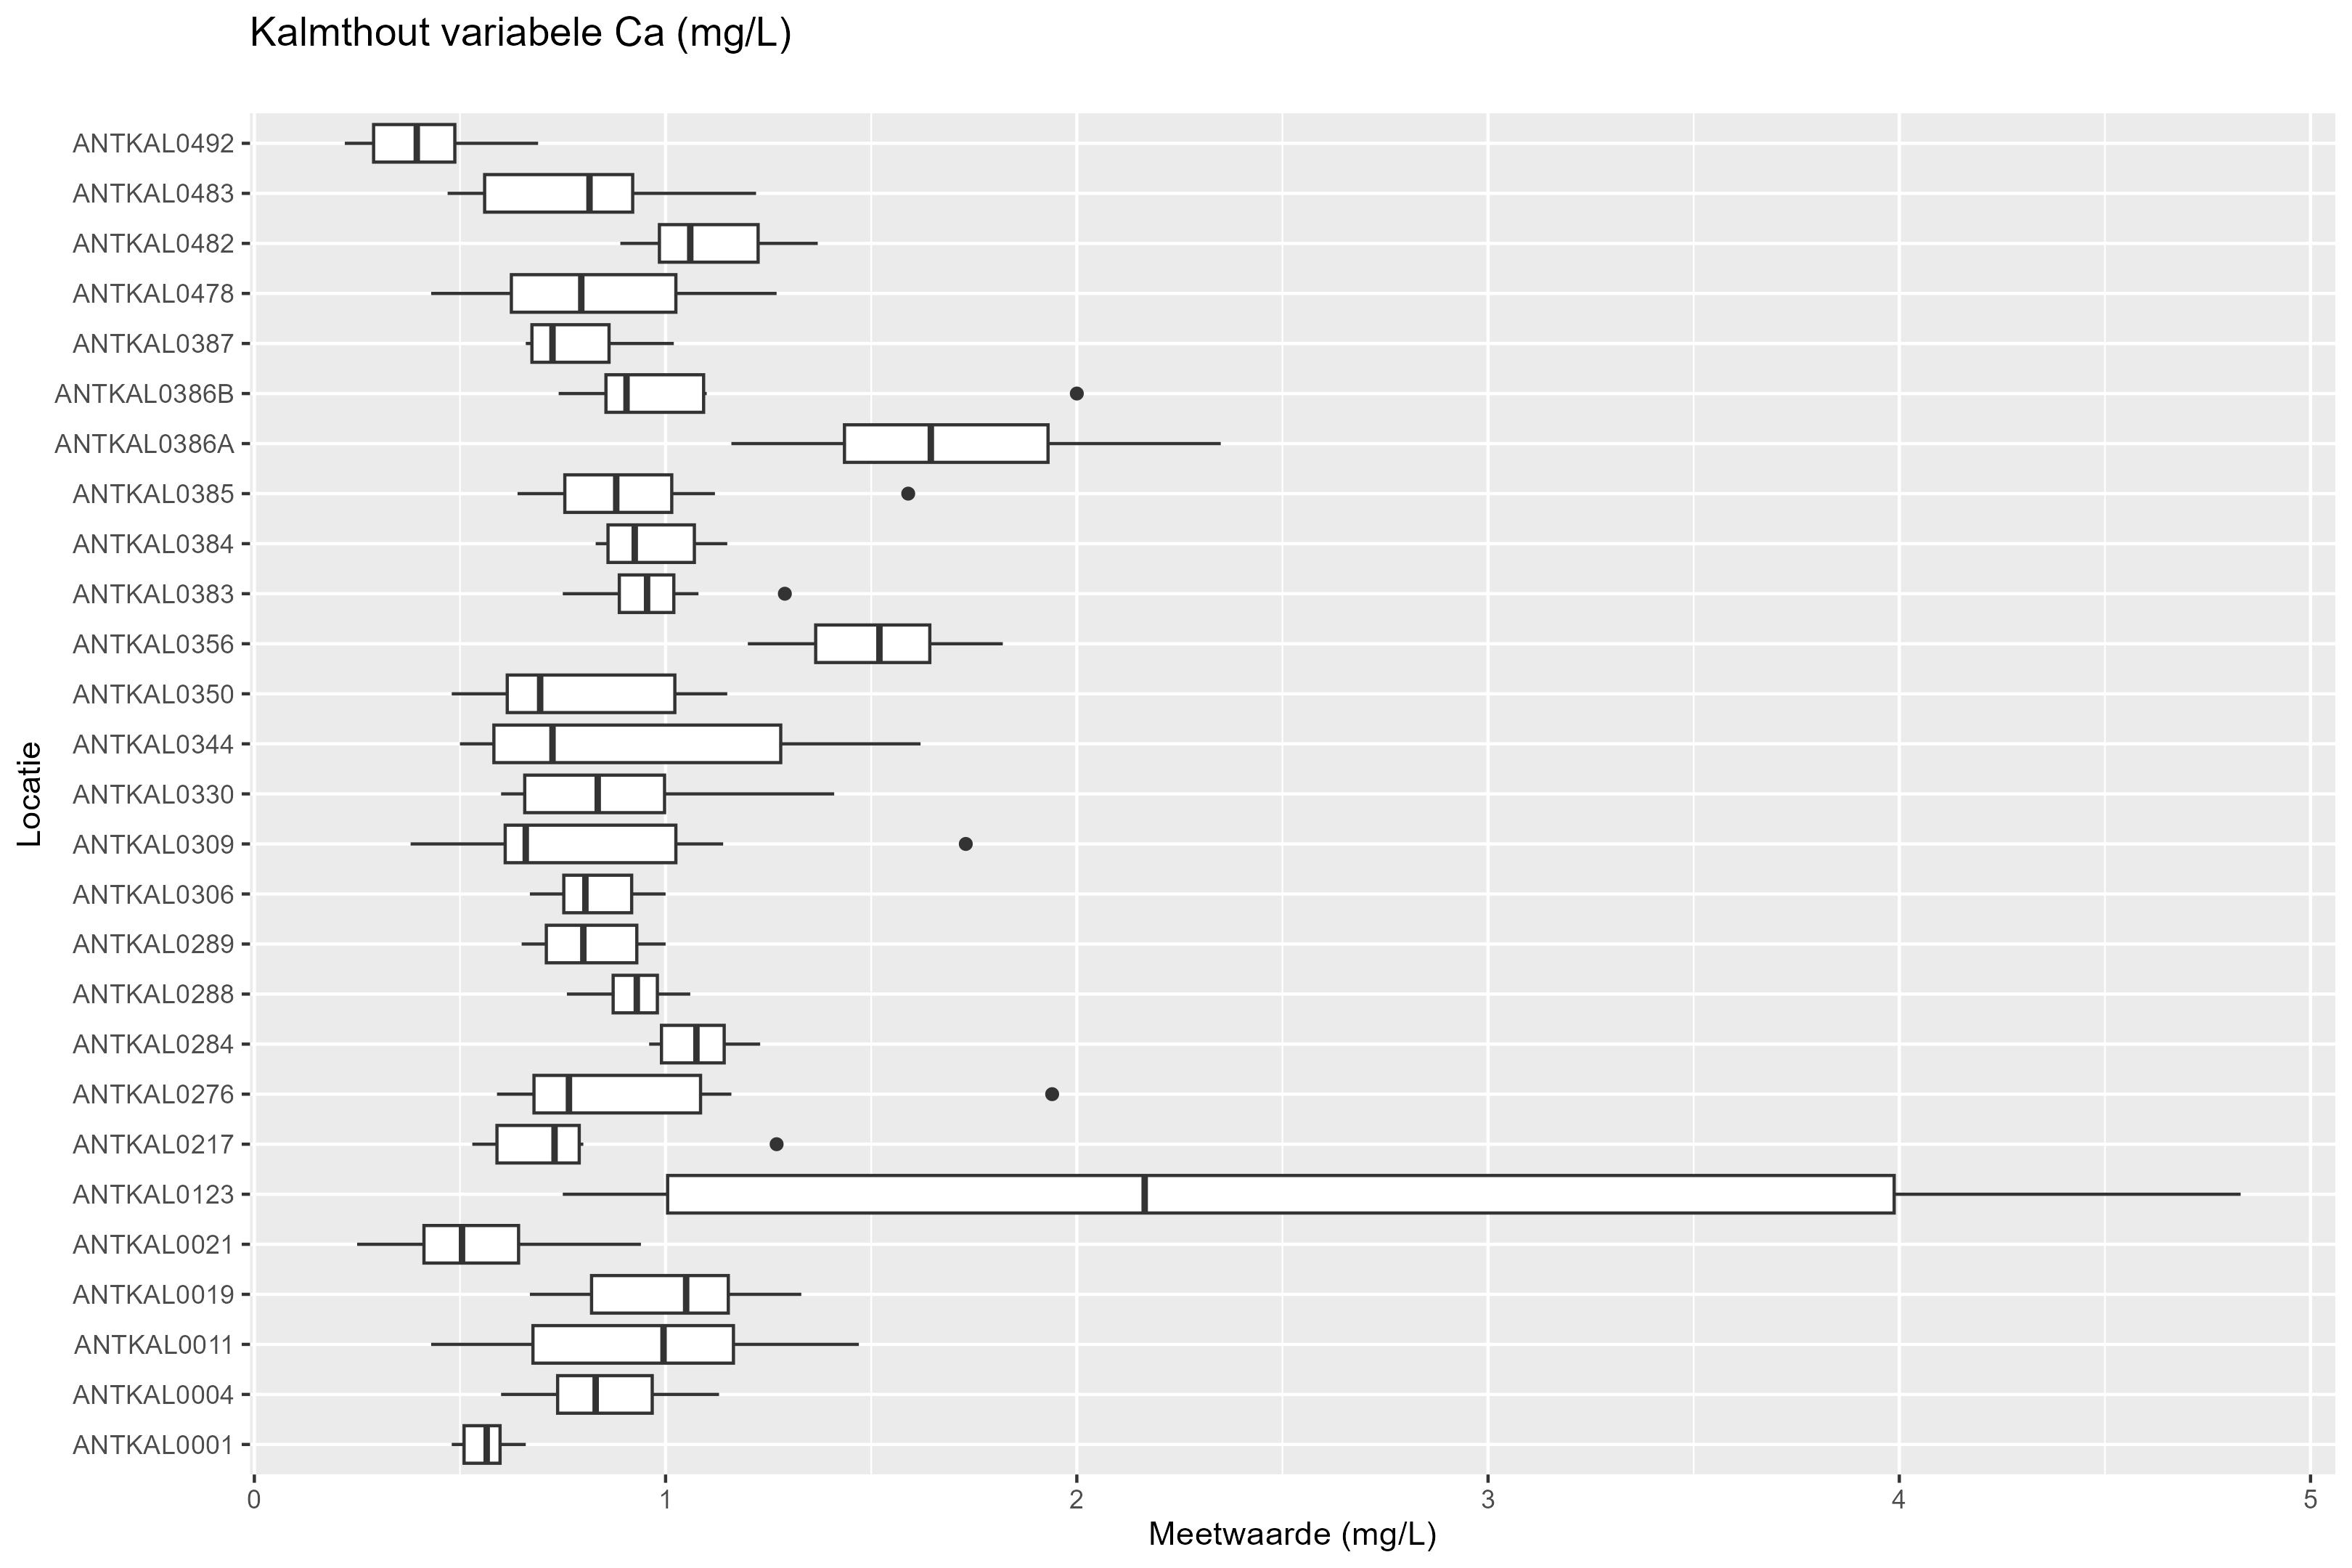 Kalmthout variabele Ca (mg/L)
ANTKAL0492
ANTKAL0483
ANTKAL0482
ANTKAL0478
ANTKAL0387
ANTKAL0386B
ANTKAL0386A
ANTKAL0385
ANTKAL0384
ANTKAL0383
ANTKAL0356
ANTKAL0350
ANTKAL0344
ANTKAL0330
ANTKAL0309
ANTKAL0306
ANTKAL0289
ANTKAL0288
ANTKAL0284
ANTKAL0276
ANTKAL0217
ANTKAL0123
ANTKAL0021
ANTKAL0019
ANTKAL0011
ANTKAL0004
ANTKAL0001
Locatie
0 1 2 3 4 5
Meetwaarde (mg/L)